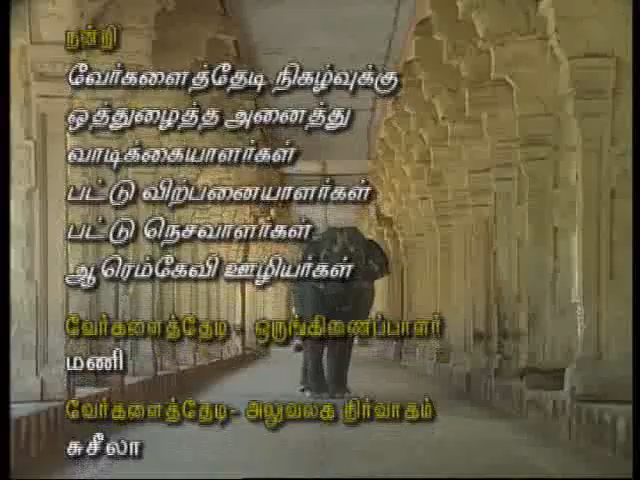 நன்றி
வேர்களைத்தேடி நிகழ்வுக்கு
ஒத்துழைத்த அனைத்து
வாடிக்கையாளர்கள்
பட்டு விற்பனையாளர்கள்
பட்டு நெசவாளர்கள்
ஆரெம்கேவி ஊழியர்கள்
வேர்களைத்தேடி - ஒருங்கிணைப்பாளர்
மணி
வேர்களைத்தேடி- அலுவலக நிர்வாகம்
சுசீலா